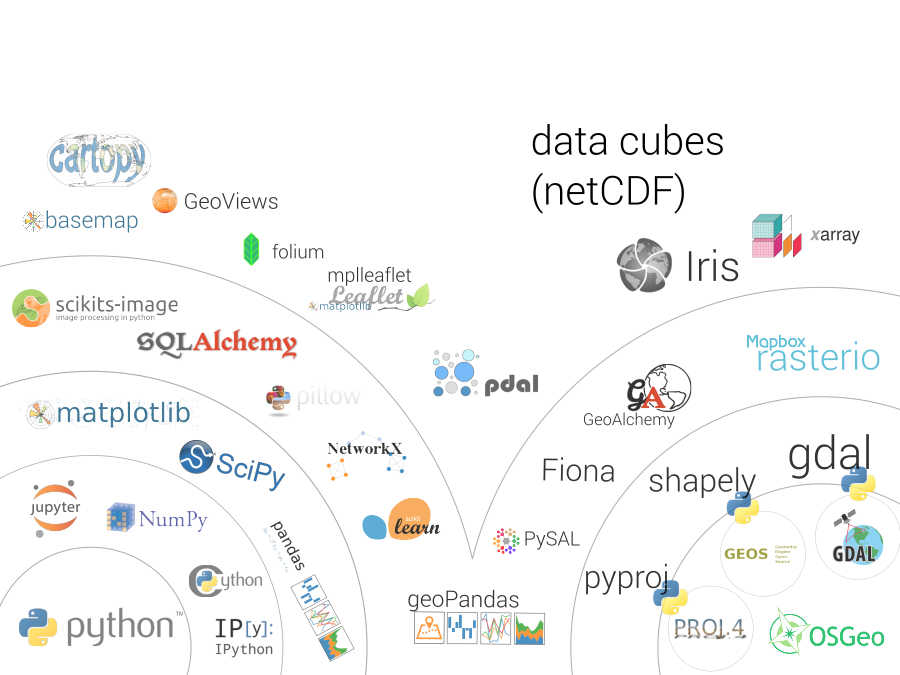 data cubes
(netCDF)
cartopy
GeoViews
basemap
folium
xarray
Iris
mplleaflet
Leaflet
matplotlib
scikits-image
image processing in python
SQLAlchemy
Mapbox
rasterio
pdal
pillow
GA
GeoAlchemy
matplotlib
NetworkX
SciPy
Fiona
shapely
gdal
jupyter
NumPy
scikit
learn
pandas
PySAL
GEOS
Geometry
Engine
Open
Source
GDAL
Cython
pyproj
geoPandas
python™
IP[y]:
IPython
PROJ.4
OSGeo